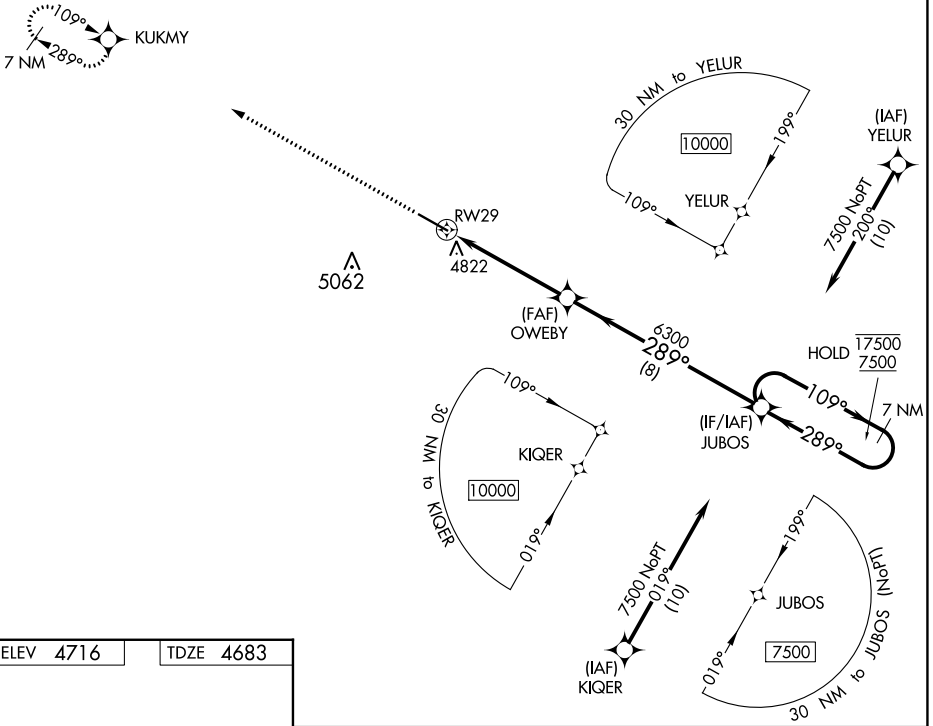 109°
289°
7 NM
KUKMY
30 NM to YELUR
10000
199°
109°
YELUR
(IAF)
YELUR
7500 NoPT
200°
(10)
RW29
4822
5062
(FAF)
OWEBY
6300
289°
(8)
HOLD
17500
7500
109°
7 NM
289°
(IF/IAF)
JUBOS
109°
30 NM to KIQER
KIQER
10000
019°
7500 NoPT
019°
(10)
(IAF)
KIQER
199°
JUBOS
019°
7500
30 NM to JUBOS (NoPT)
ELEV 4716
TDZE 4683